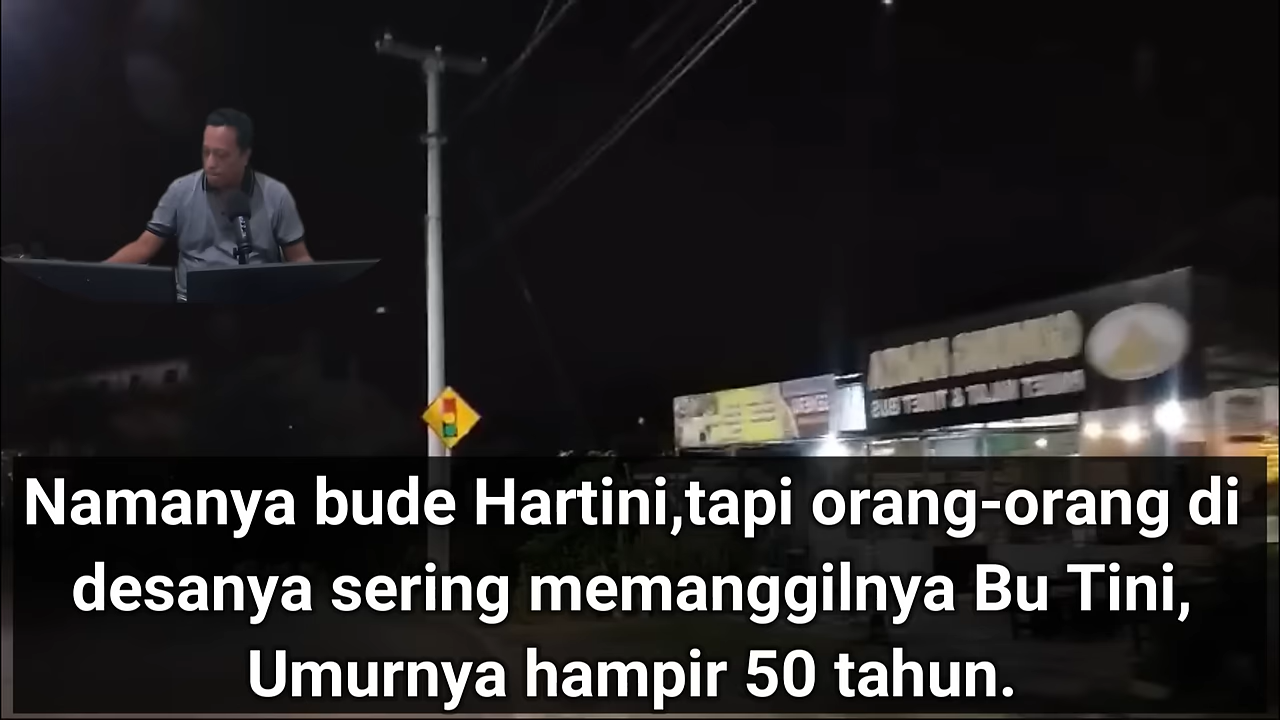 Namanya bude Hartini,tapi orang-orang di
desanya sering memanggilnya Bu Tini,
Umurnya hampir 50 tahun.